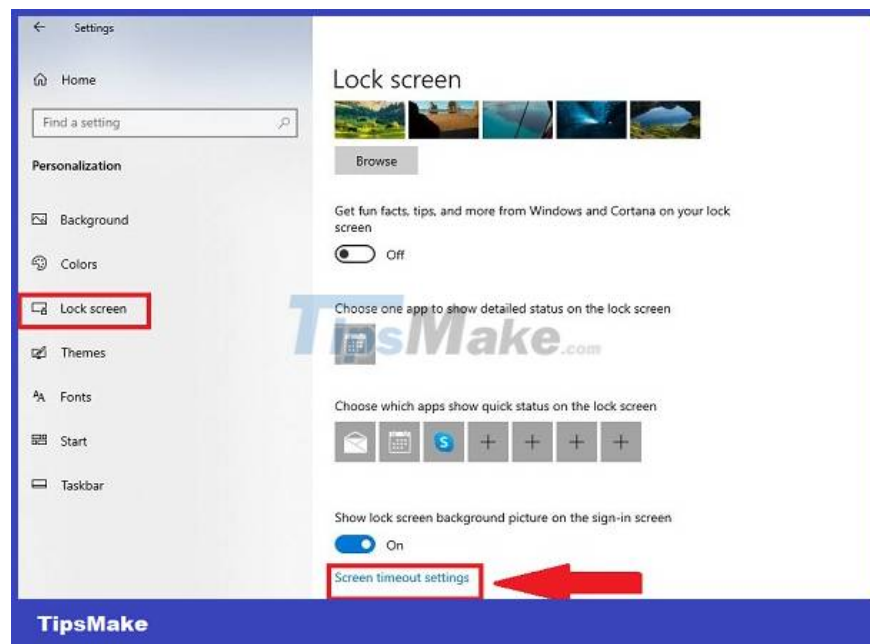 Settings
Home
Find a setting
Personalization
Background
Colors
Lock screen
Themes
Fonts
Start
Taskbar
Lock screen
Browse
Get fun facts, tips, and more from Windows and Cortana on your lock
screen
Off
Choose one app to show detailed status on the lock screen
TipsMake.com
Choose which apps show quick status on the lock screen
Show lock screen background picture on the sign-in screen
On
Screen timeout settings
TipsMake